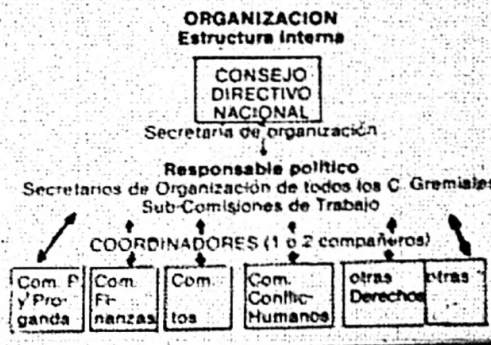 ORGANIZACION
Estructura Interna
CONSEJO
DIRECTIVO
NACIONAL
Secretaria de organización
Responsable político
Secretarios de Organización de todos los C. Gremiales
Sub-Comisiones de Trabajo
COORDINADORES (1 o 2 compañeros)
Com. P
y Pro-
ganda
Com.
Fi-
nanzas
Com.
tos
Com.
Conflic-
Humanos
otras
Derechos
otras